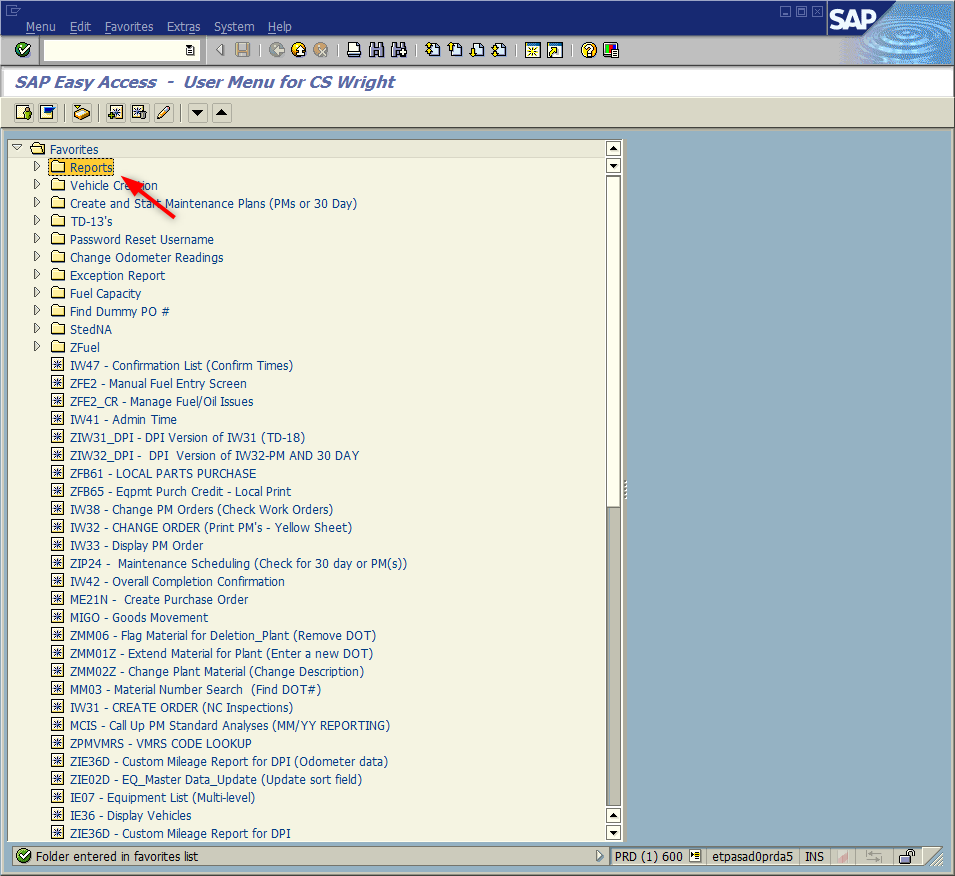 Menu Edit Favorites Extras System Help
SAP
SAP Easy Access - User Menu for CS Wright
Favorites
Reports
Vehicle Creation
Create and Start Maintenance Plans (PMs or 30 Day)
TD-13's
Password Reset Username
Change Odometer Readings
Exception Report
Fuel Capacity
Find Dummy PO #
StedNA
ZFuel
IW47 - Confirmation List (Confirm Times)
ZFE2 - Manual Fuel Entry Screen
ZFE2_CR - Manage Fuel/Oil Issues
IW41 - Admin Time
ZIW31_DPI - DPI Version of IW31 (TD-18)
ZIW32_DPI -  DPI  Version of IW32-PM AND 30 DAY
ZFB61 - LOCAL PARTS PURCHASE
ZFB65 - Eqpmt Purch Credit - Local Print
IW38 - Change PM Orders (Check Work Orders)
IW32 - CHANGE ORDER (Print PM's - Yellow Sheet)
IW33 - Display PM Order
ZIP24 -  Maintenance Scheduling (Check for 30 day or PM(s))
IW42 - Overall Completion Confirmation
ME21N -  Create Purchase Order
MIGO - Goods Movement
ZMM06 - Flag Material for Deletion_Plant (Remove DOT)
ZMM01Z - Extend Material for Plant (Enter a new DOT)
ZMM02Z - Change Plant Material (Change Description)
MM03 - Material Number Search  (Find DOT#)
IW31 - CREATE ORDER (NC Inspections)
MCIS - Call Up PM Standard Analyses (MM/YY REPORTING)
ZPMVMRS - VMRS CODE LOOKUP
ZIE36D - Custom Mileage Report for DPI (Odometer data)
ZIE02D - EQ_Master Data_Update (Update sort field)
IE07 - Equipment List (Multi-level)
IE36 - Display Vehicles
ZIE36D - Custom Mileage Report for DPI
Folder entered in favorites list PRD (1) 600 etpasad0prda5 INS